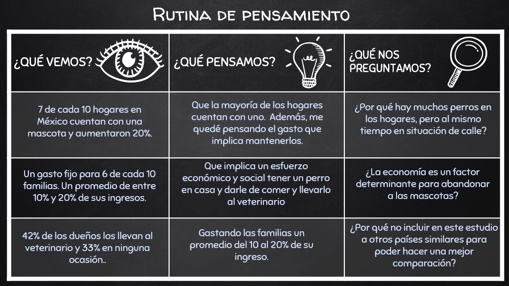 Rutina de pensamiento
¿QUÉ VEMOS?
¿QUÉ PENSAMOS?
¿QUÉ NOS
PREGUNTAMOS?
7 de cada 10 hogares en
México cuentan con una
mascota y aumentaron 20%.
Que la mayoría de los hogares
cuentan con uno. Además, me
quedé pensando el gasto que
implica mantenerlos.
¿Por qué hay muchos perros en
los hogares, pero al mismo
tiempo en situación de calle?
Un gasto fijo para 6 de cada 10
familias. Un promedio de entre
10% y 20% de sus ingresos.
Que implica un esfuerzo
económico y social tener un perro
en casa y darle de comer y llevarlo
al veterinario
¿La economía es un factor
determinante para abandonar
a las mascotas?
42% de los dueños los llevan al
veterinario y 33% en ninguna
ocasión..
Gastando las familias un
promedio del 10 al 20% de su
ingreso.
¿Por qué no incluir en este estudio
a otros países similares para
poder hacer una mejor
comparación?